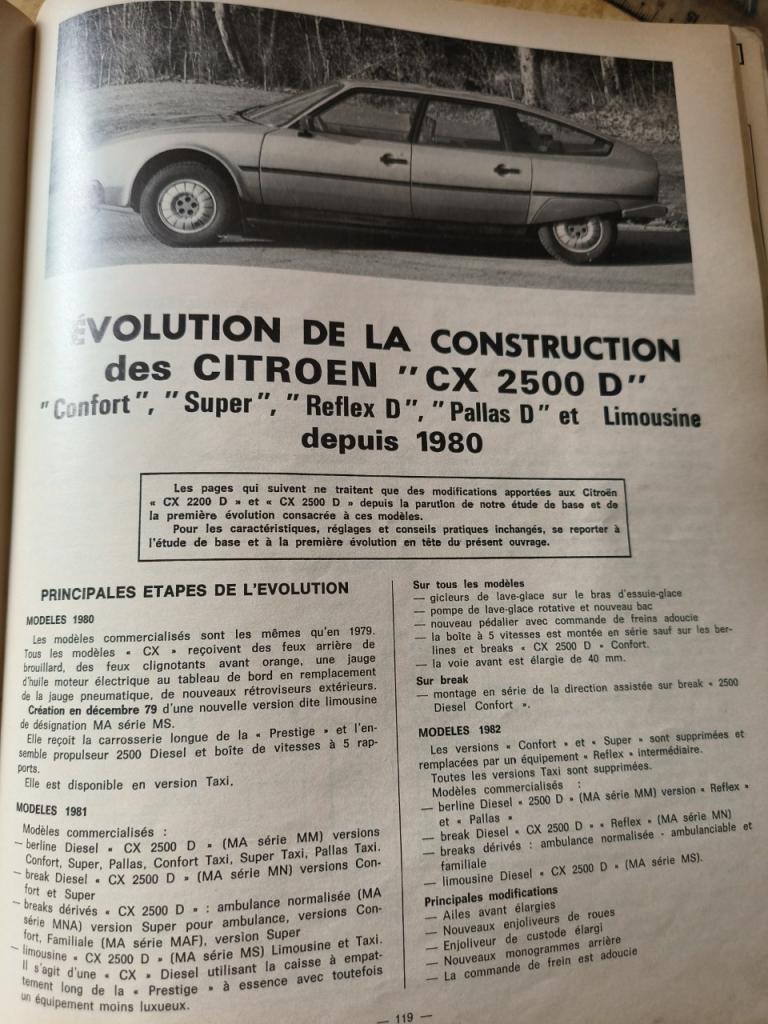 ÉVOLUTION DE LA CONSTRUCTION
des CITROEN "CX 2500 D"
"Confort", "Super", "Reflex D", "Pallas D" et Limousine
depuis 1980
Les pages qui suivent ne traitent que des modifications apportées aux Citroën
« CX 2200 D » et « CX 2500 D » depuis la parution de notre étude de base et de
la première évolution consacrée à ces modèles.
Pour les caractéristiques, réglages et conseils pratiques inchangés, se reporter à
l'étude de base et à la première évolution en tête du présent ouvrage.
PRINCIPALES ETAPES DE L'EVOLUTION
MODELES 1980
Les modèles commercialisés sont les mêmes qu'en 1979.
Tous les modèles « CX » reçoivent des feux arrière de
brouillard, des feux clignotants avant orange, une jauge
d'huile moteur électrique au tableau de bord en remplacement
de la jauge pneumatique, de nouveaux rétroviseurs extérieurs.
Création en décembre 79 d'une nouvelle version dite limousine
de désignation MA série MS.
Elle reçoit la carrosserie longue de la « Prestige » et l'en-
semble propulseur 2500 Diesel et boîte de vitesses à 5 rap-
ports.
Elle est disponible en version Taxi.
MODELES 1981
Modèles commercialisés :
— berline Diesel « CX 2500 D » (MA série MM) versions
Confort, Super, Pallas, Confort Taxi, Super Taxi, Pallas Taxi.
— break Diesel « CX 2500 D » (MA série MN) versions Con-
fort et Super
— breaks dérivés « CX 2500 D » : ambulance normalisée (MA
série MNA) version Super pour ambulance, versions Con-
fort, Familiale (MA série MAF), version Super
— limousine « CX 2500 D » (MA série MS) Limousine et Taxi.
Il s'agit d'une « CX » Diesel utilisant la caisse à empat-
tement long de la « Prestige » à essence avec toutefois
un équipement moins luxueux.
Sur tous les modèles
— gicleurs de lave-glace sur le bras d'essuie-glace
— pompe de lave-glace rotative et nouveau bac
— nouveau pédalier avec commande de freins adoucie
— la boîte à 5 vitesses est montée en série sauf sur les ber-
lines et breaks « CX 2500 D » Confort.
— la voie avant est élargie de 40 mm.
Sur break
— montage en série de la direction assistée sur break « 2500
Diesel Confort ».
MODELES 1982
Les versions « Confort » et « Super » sont supprimées et
remplacées par un équipement « Reflex » intermédiaire.
Toutes les versions Taxi sont supprimées.
Modèles commercialisés :
— berline Diesel « 2500 D » (MA série MM) version « Reflex »
et « Pallas »
— break Diesel « CX 2500 D » « Reflex » (MA série MN)
— breaks dérivés : ambulance normalisée - ambulanciable et
familiale
— limousine Diesel « CX 2500 D » (MA série MS).
Principales modifications
— Ailes avant élargies
— Nouveaux enjoliveurs de roues
— Enjoliveur de custode élargi
— Nouveaux monogrammes arrière
— La commande de frein est adoucie
— 119 —